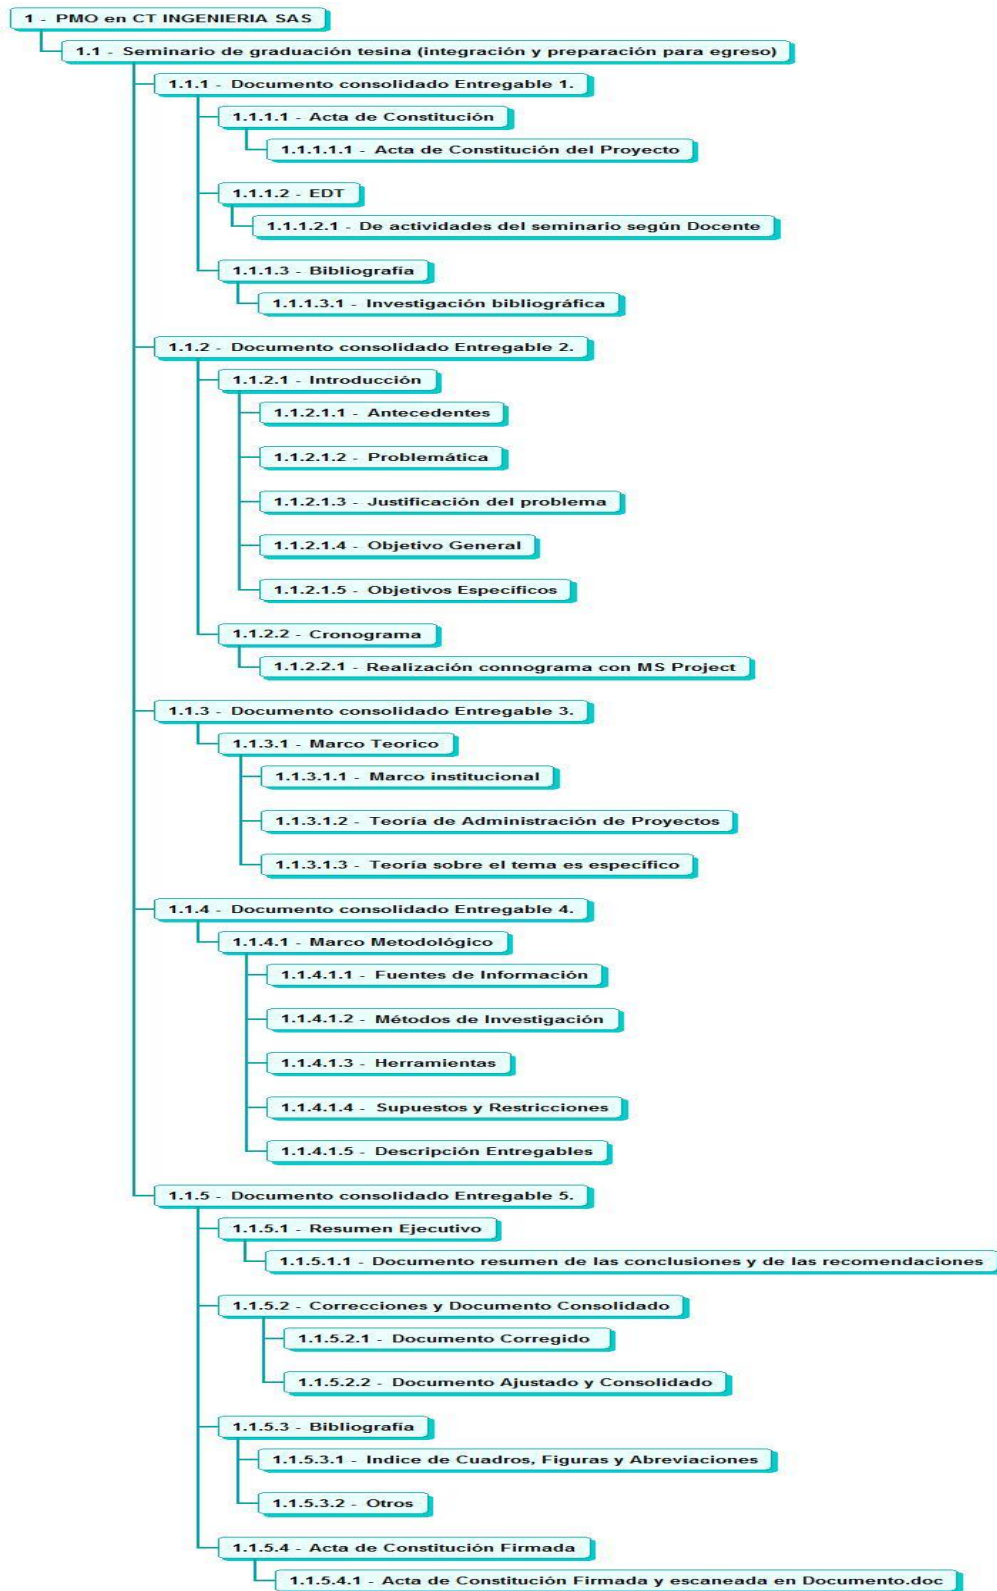 1 - PMO en CT INGENIERIA SAS
1.1 - Seminario de graduación tesina (integración y preparación para egreso)
1.1.1 - Documento consolidado Entregable 1.
1.1.1.1 - Acta de Constitución
1.1.1.1.1 - Acta de Constitución del Proyecto
1.1.1.2 - EDT
1.1.1.2.1 - De actividades del seminario según Docente
1.1.1.3 - Bibliografía
1.1.1.3.1 - Investigación bibliográfica
1.1.2 - Documento consolidado Entregable 2.
1.1.2.1 - Introducción
1.1.2.1.1 - Antecedentes
1.1.2.1.2 - Problemática
1.1.2.1.3 - Justificación del problema
1.1.2.1.4 - Objetivo General
1.1.2.1.5 - Objetivos Específicos
1.1.2.2 - Cronograma
1.1.2.2.1 - Realización connograma con MS Project
1.1.3 - Documento consolidado Entregable 3.
1.1.3.1 - Marco Teorico
1.1.3.1.1 - Marco institucional
1.1.3.1.2 - Teoría de Administración de Proyectos
1.1.3.1.3 - Teoría sobre el tema es específico
1.1.4 - Documento consolidado Entregable 4.
1.1.4.1 - Marco Metodológico
1.1.4.1.1 - Fuentes de Información
1.1.4.1.2 - Métodos de Investigación
1.1.4.1.3 - Herramientas
1.1.4.1.4 - Supuestos y Restricciones
1.1.4.1.5 - Descripción Entregables
1.1.5 - Documento consolidado Entregable 5.
1.1.5.1 - Resumen Ejecutivo
1.1.5.1.1 - Documento resumen de las conclusiones y de las recomendaciones
1.1.5.2 - Correcciones y Documento Consolidado
1.1.5.2.1 - Documento Corregido
1.1.5.2.2 - Documento Ajustado y Consolidado
1.1.5.3 - Bibliografía
1.1.5.3.1 - Indice de Cuadros, Figuras y Abreviaciones
1.1.5.3.2 - Otros
1.1.5.4 - Acta de Constitución Firmada
1.1.5.4.1 - Acta de Constitución Firmada y escaneada en Documento.doc